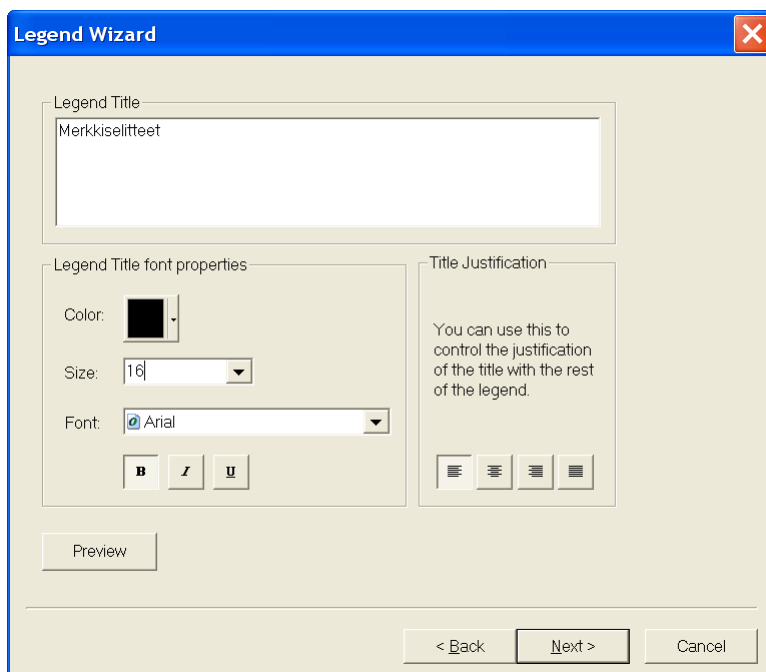 Legend Wizard
Legend Title
Merkkiselitteet
Legend Title font properties
Color:
Size:
16
Font:
Arial
B I U
Title Justification
You can use this to
control the justification
of the title with the rest
of the legend.
Preview
< Back
Next >
Cancel